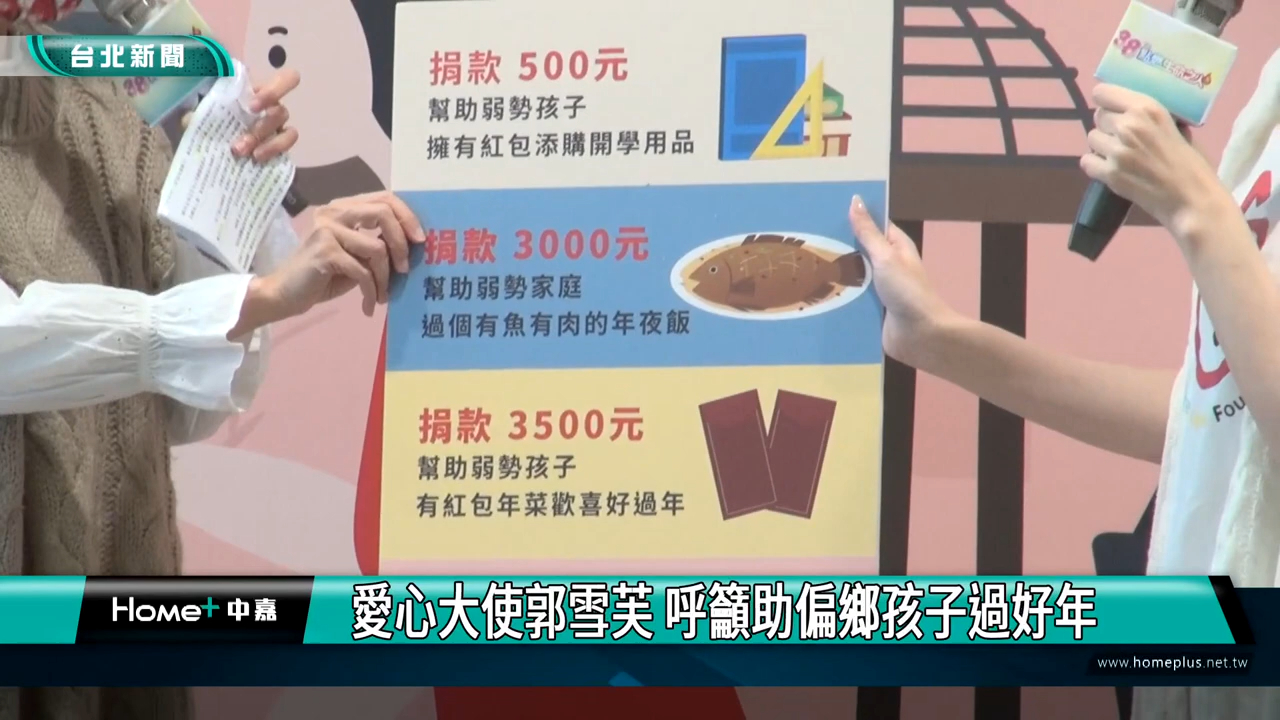 台北新聞
捐款 500元
幫助弱勢孩子
擁有紅包添購開學用品
捐款 3000元
幫助弱勢家庭
過個有魚有肉的年夜飯
捐款 3500元
幫助弱勢孩子
有紅包年菜歡喜好過年
Fou
Home+ 中嘉
愛心大使郭雪芙 呼籲助偏鄉孩子過好年
www.homeplus.net.tw